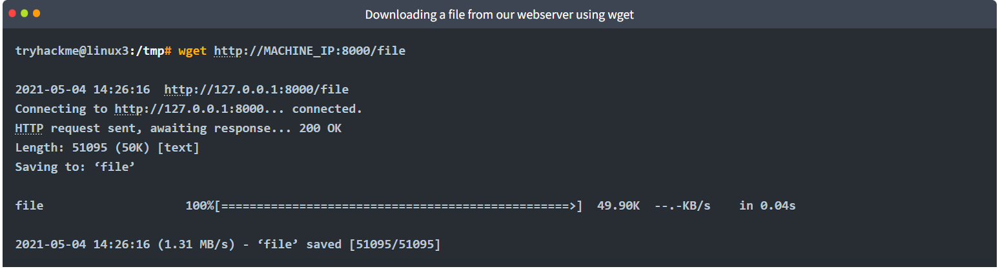 Downloading a file from our webserver using wget
tryhackme@linux3:/tmp# wget http://MACHINE_IP:8000/file
2021-05-04 14:26:16  http://127.0.0.1:8000/file
Connecting to http://127.0.0.1:8000... connected.
HTTP request sent, awaiting response... 200 OK
Length: 51095 (50K) [text]
Saving to: ‘file’
file                    100%[=================================================>]  49.90K  --.-KB/s    in 0.04s
2021-05-04 14:26:16 (1.31 MB/s) - ‘file’ saved [51095/51095]